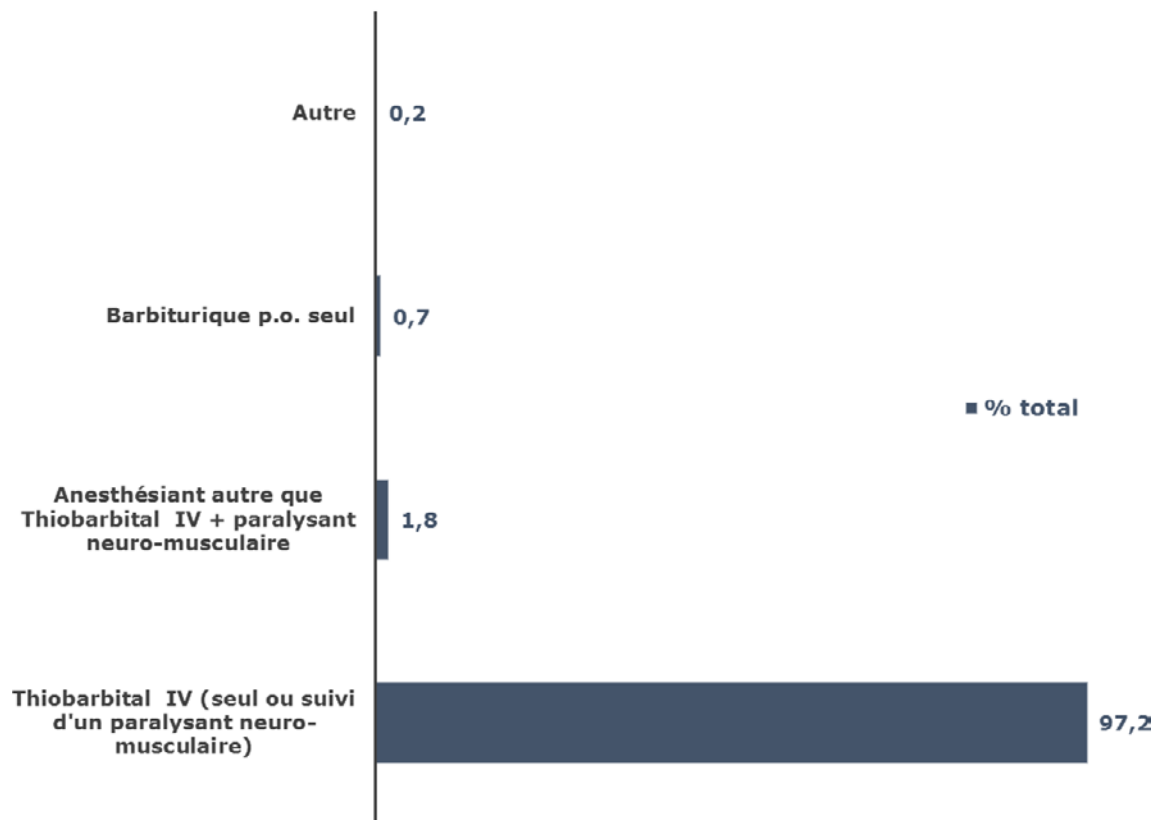 Autre
0,2
Barbiturique p.o. seul
0,7
% total
Anesthésiant autre que
Thiobarbital IV + paralysant
neuro-musculaire
1,8
Thiobarbital IV (seul ou suivi
d'un paralysant neuro-
musculaire)
97,2